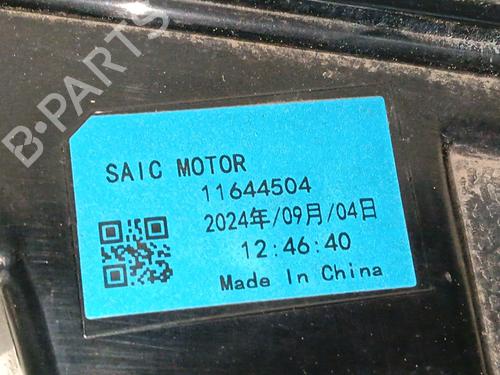 B-PARTS
SAIC MOTOR
11644504
2024年/09月/04日
12:46:40
Made In China